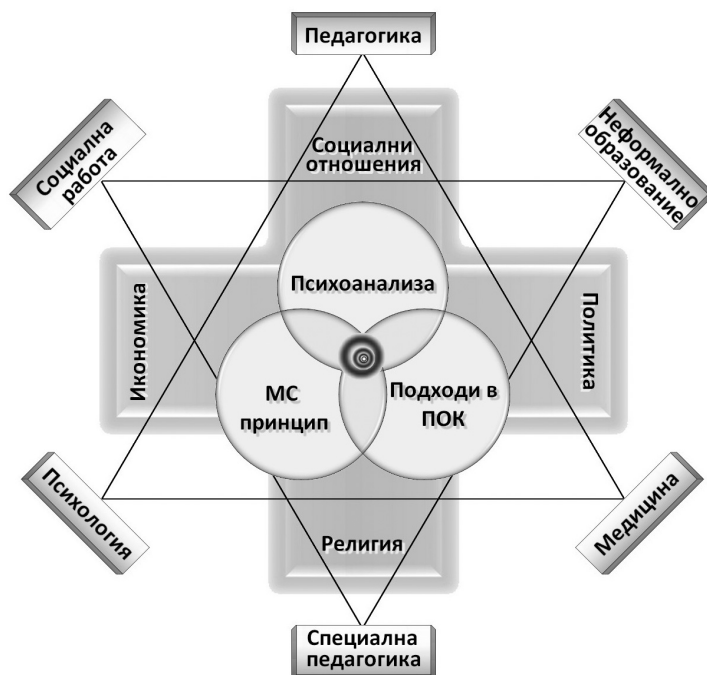 Педагогика
Социална
работа
Неформално
образование
Социални
отношения
Психоанализа
Икономика
Политика
МС
принцип
Подходи в
ПОК
Психология
Медицина
Религия
Специална
педагогика